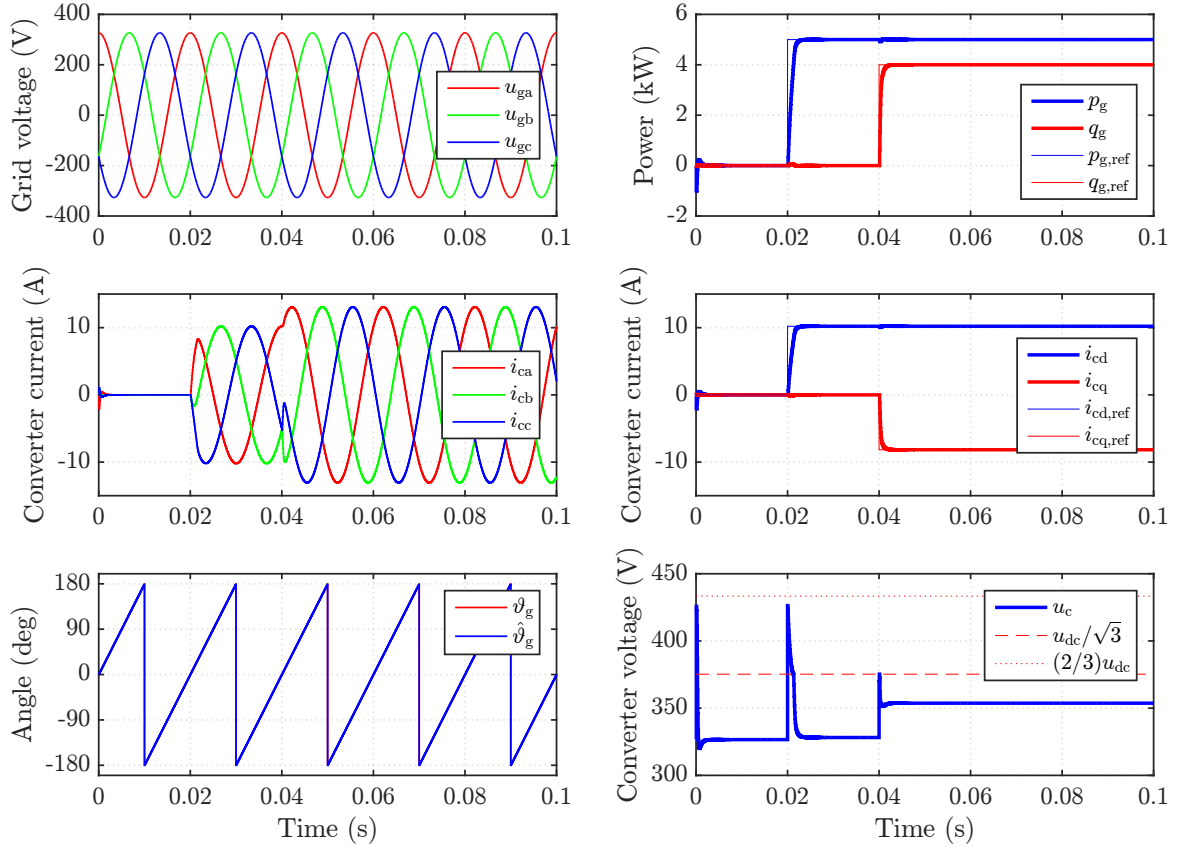 Grid voltage (V)
400
200
0
-200
-400
0
0.02
0.04
0.06
0.08
0.1
u_ga
u_gb
u_gc
Power (kW)
6
4
2
0
-2
0
0.02
0.04
0.06
0.08
0.1
p_g
q_g
p_g,ref
q_g,ref
Converter current (A)
10
0
-10
0
0.02
0.04
0.06
0.08
0.1
i_ca
i_cb
i_cc
Converter current (A)
10
0
-10
0
0.02
0.04
0.06
0.08
0.1
i_cd
i_cq
i_cd,ref
i_cq,ref
Angle (deg)
180
90
0
-90
-180
0
0.02
0.04
0.06
0.08
0.1
Time (s)
ϑ_g
ϑ̂_g
Converter voltage (V)
450
400
350
300
0
0.02
0.04
0.06
0.08
0.1
Time (s)
u_c
u_dc/√3
(2/3)u_dc